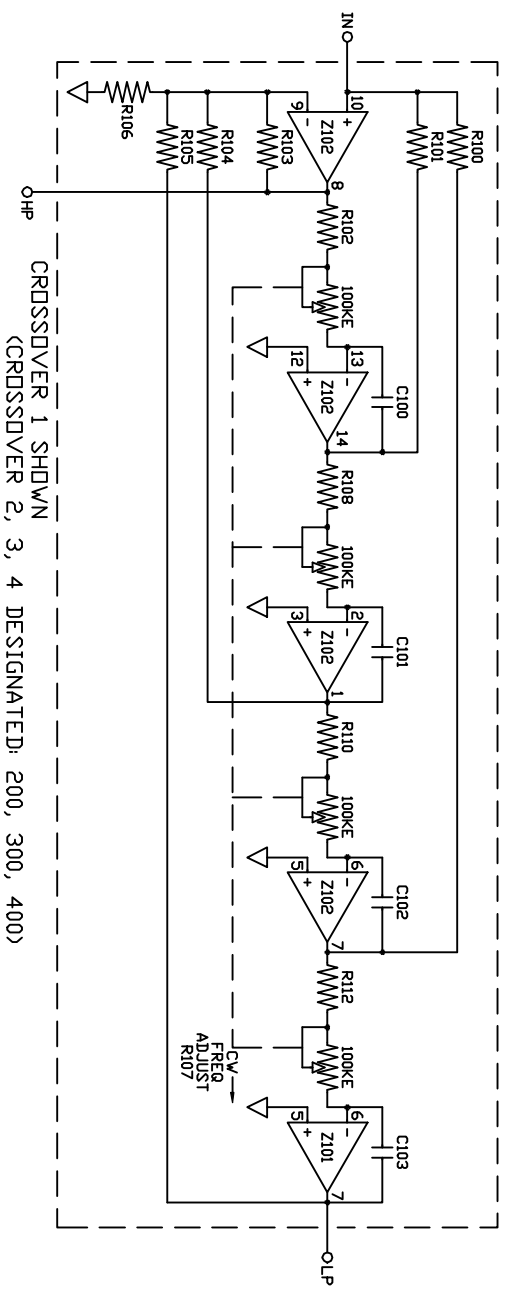 R100
R101
IN
10
+
Z102
8
9
-
R103
R104
R105
R106
HP
R102
100KE
C100
13
-
Z102
14
12
+
R108
100KE
C101
2
-
Z102
1
3
+
R110
100KE
C102
6
-
Z102
7
5
+
R112
100KE
C103
6
-
Z101
7
5
+
LP
CW
FREQ
ADJUST
R107
CROSSOVER 1 SHOWN
(CROSSOVER 2, 3, 4 DESIGNATED: 200, 300, 400)